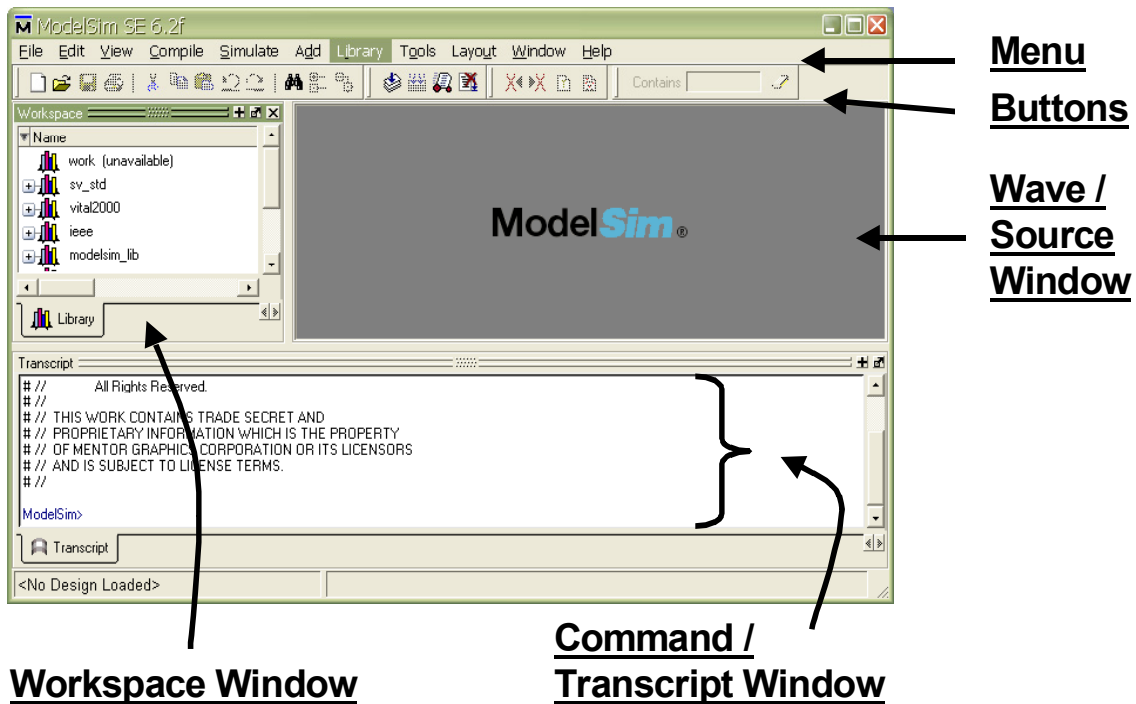 ModelSim SE 6.2f
File Edit View Compile Simulate Add Library Tools Layout Window Help
Contains
Menu
Buttons
Workspace
Name
work (unavailable)
sv_std
vital2000
ieee
modelsim_lib
Library
ModelSim®
Wave /
Source
Window
Transcript
# // All Rights Reserved.
# //
# // THIS WORK CONTAINS TRADE SECRET AND
# // PROPRIETARY INFORMATION WHICH IS THE PROPERTY
# // OF MENTOR GRAPHICS CORPORATION OR ITS LICENSORS
# // AND IS SUBJECT TO LICENSE TERMS.
# //
ModelSim>
Transcript
<No Design Loaded>
Workspace Window
Command /
Transcript Window